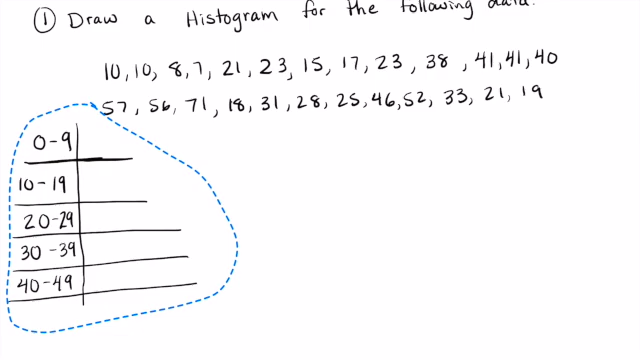 ① Draw a Histogram for the following data.
10, 10, 8, 7, 21, 23, 15, 17, 23, 38, 41, 41, 40
57, 56, 71, 18, 31, 28, 25, 46, 52, 33, 21, 19
0-9
10-19
20-29
30-39
40-49